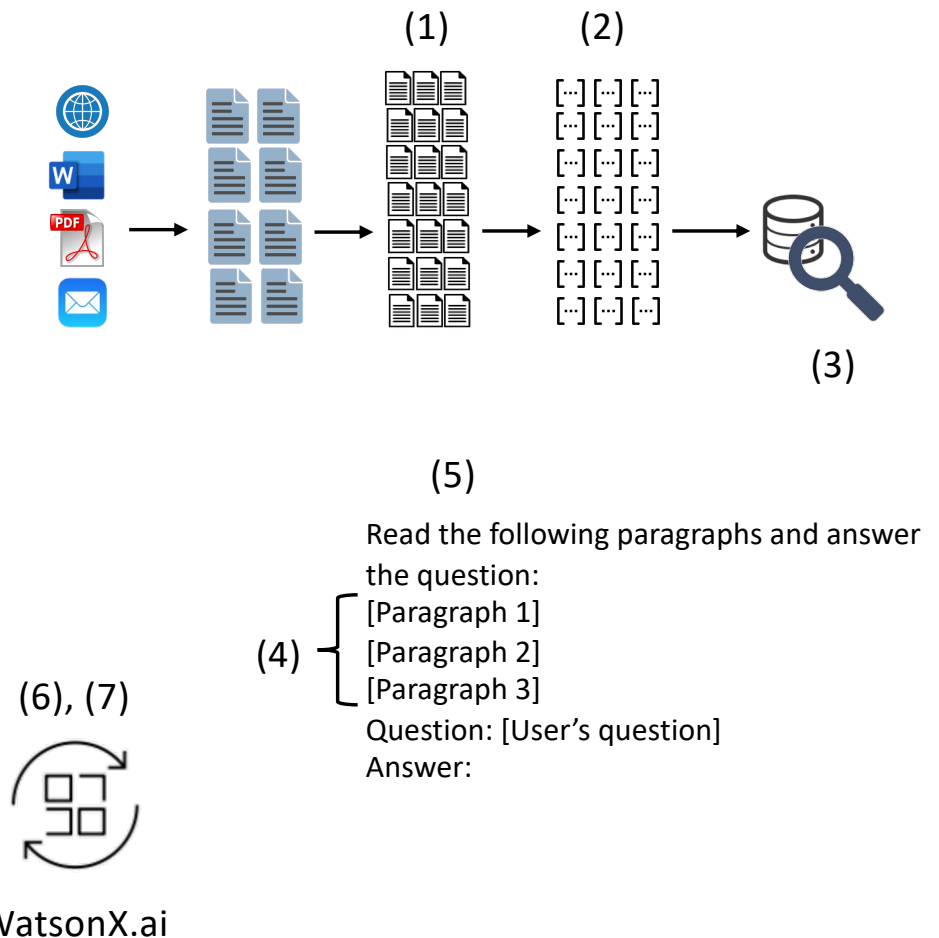 (1)
(2)
W
PDF
[...] [...] [...]
[...] [...] [...]
[...] [...] [...]
[...] [...] [...]
[...] [...] [...]
[...] [...] [...]
[...] [...] [...]
(3)
(5)
Read the following paragraphs and answer
the question:
[Paragraph 1]
(4)
[Paragraph 2]
[Paragraph 3]
Question: [User’s question]
Answer:
(6), (7)
WatsonX.ai